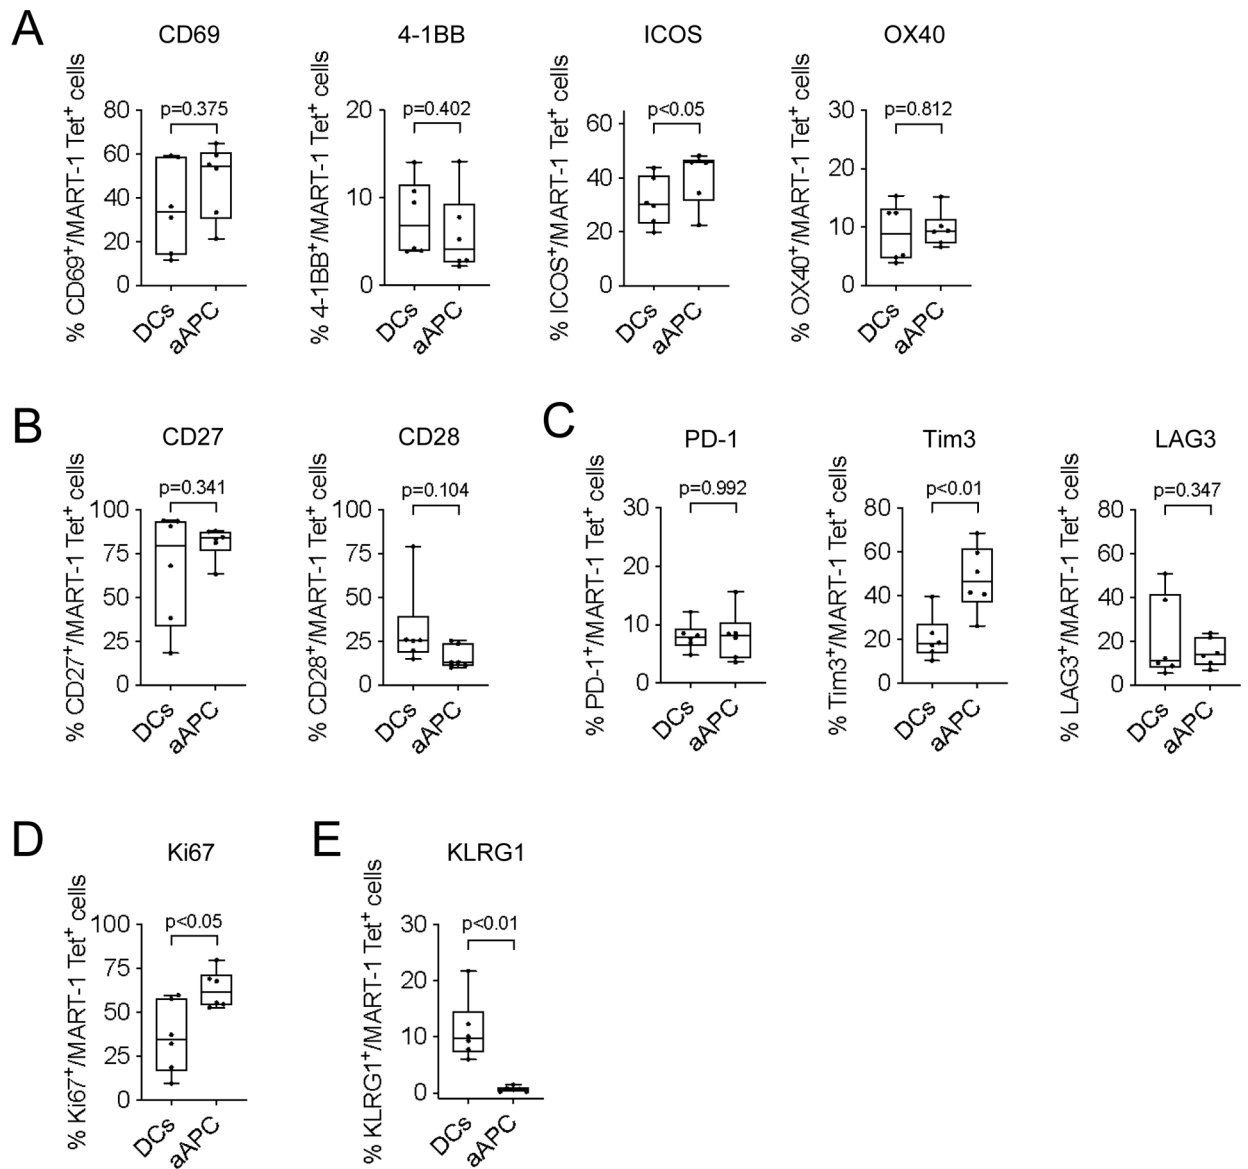 A
CD69
% CD69⁺/MART-1 Tet⁺ cells
80
60
40
20
0
p=0.375
DCs
aAPC
4-1BB
% 4-1BB⁺/MART-1 Tet⁺ cells
20
10
0
p=0.402
DCs
aAPC
ICOS
% ICOS⁺/MART-1 Tet⁺ cells
60
40
20
0
p<0.05
DCs
aAPC
OX40
% OX40⁺/MART-1 Tet⁺ cells
30
20
10
0
p=0.812
DCs
aAPC
B
CD27
% CD27⁺/MART-1 Tet⁺ cells
100
75
50
25
0
p=0.341
DCs
aAPC
CD28
% CD28⁺/MART-1 Tet⁺ cells
100
75
50
25
0
p=0.104
DCs
aAPC
C
PD-1
% PD-1⁺/MART-1 Tet⁺ cells
30
20
10
0
p=0.992
DCs
aAPC
Tim3
% Tim3⁺/MART-1 Tet⁺ cells
80
60
40
20
0
p<0.01
DCs
aAPC
LAG3
% LAG3⁺/MART-1 Tet⁺ cells
80
60
40
20
0
p=0.347
DCs
aAPC
D
Ki67
% Ki67⁺/MART-1 Tet⁺ cells
100
75
50
25
0
p<0.05
DCs
aAPC
E
KLRG1
% KLRG1⁺/MART-1 Tet⁺ cells
30
20
10
0
p<0.01
DCs
aAPC